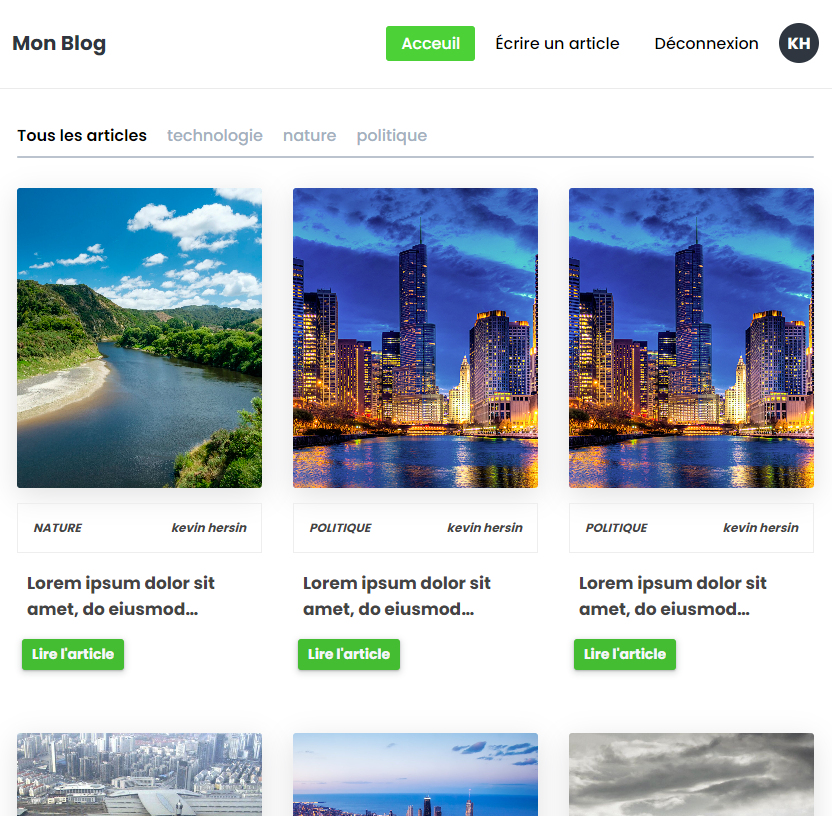 Mon Blog
Acceuil Écrire un article Déconnexion KH
Tous les articles technologie nature politique
NATURE kevin hersin
POLITIQUE kevin hersin
POLITIQUE kevin hersin
Lorem ipsum dolor sit
amet, do eiusmod...
Lire l'article
Lorem ipsum dolor sit
amet, do eiusmod...
Lire l'article
Lorem ipsum dolor sit
amet, do eiusmod...
Lire l'article